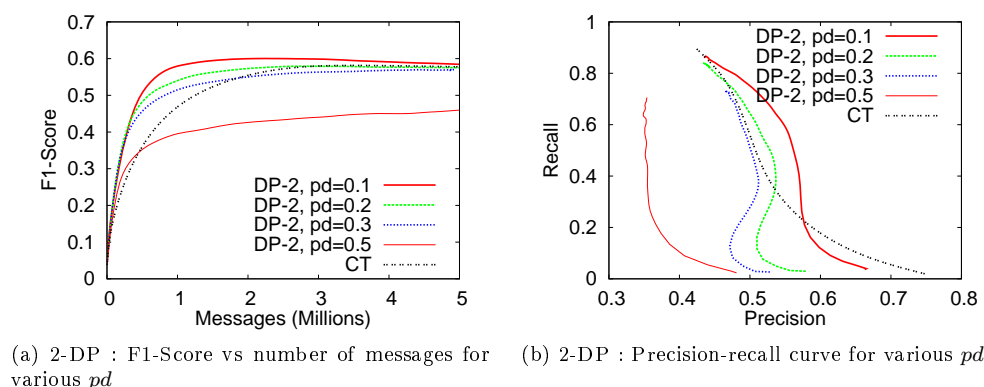 0.7
0.6
0.5
0.4
0.3
0.2
0.1
0
F1-Score
DP-2, pd=0.1
DP-2, pd=0.2
DP-2, pd=0.3
DP-2, pd=0.5
CT
0 1 2 3 4 5
Messages (Millions)
(a) 2-DP : F1-Score vs number of messages for
various pd
1
0.8
0.6
0.4
0.2
0
Recall
DP-2, pd=0.1
DP-2, pd=0.2
DP-2, pd=0.3
DP-2, pd=0.5
CT
0.3 0.4 0.5 0.6 0.7 0.8
Precision
(b) 2-DP : Precision-recall curve for various pd